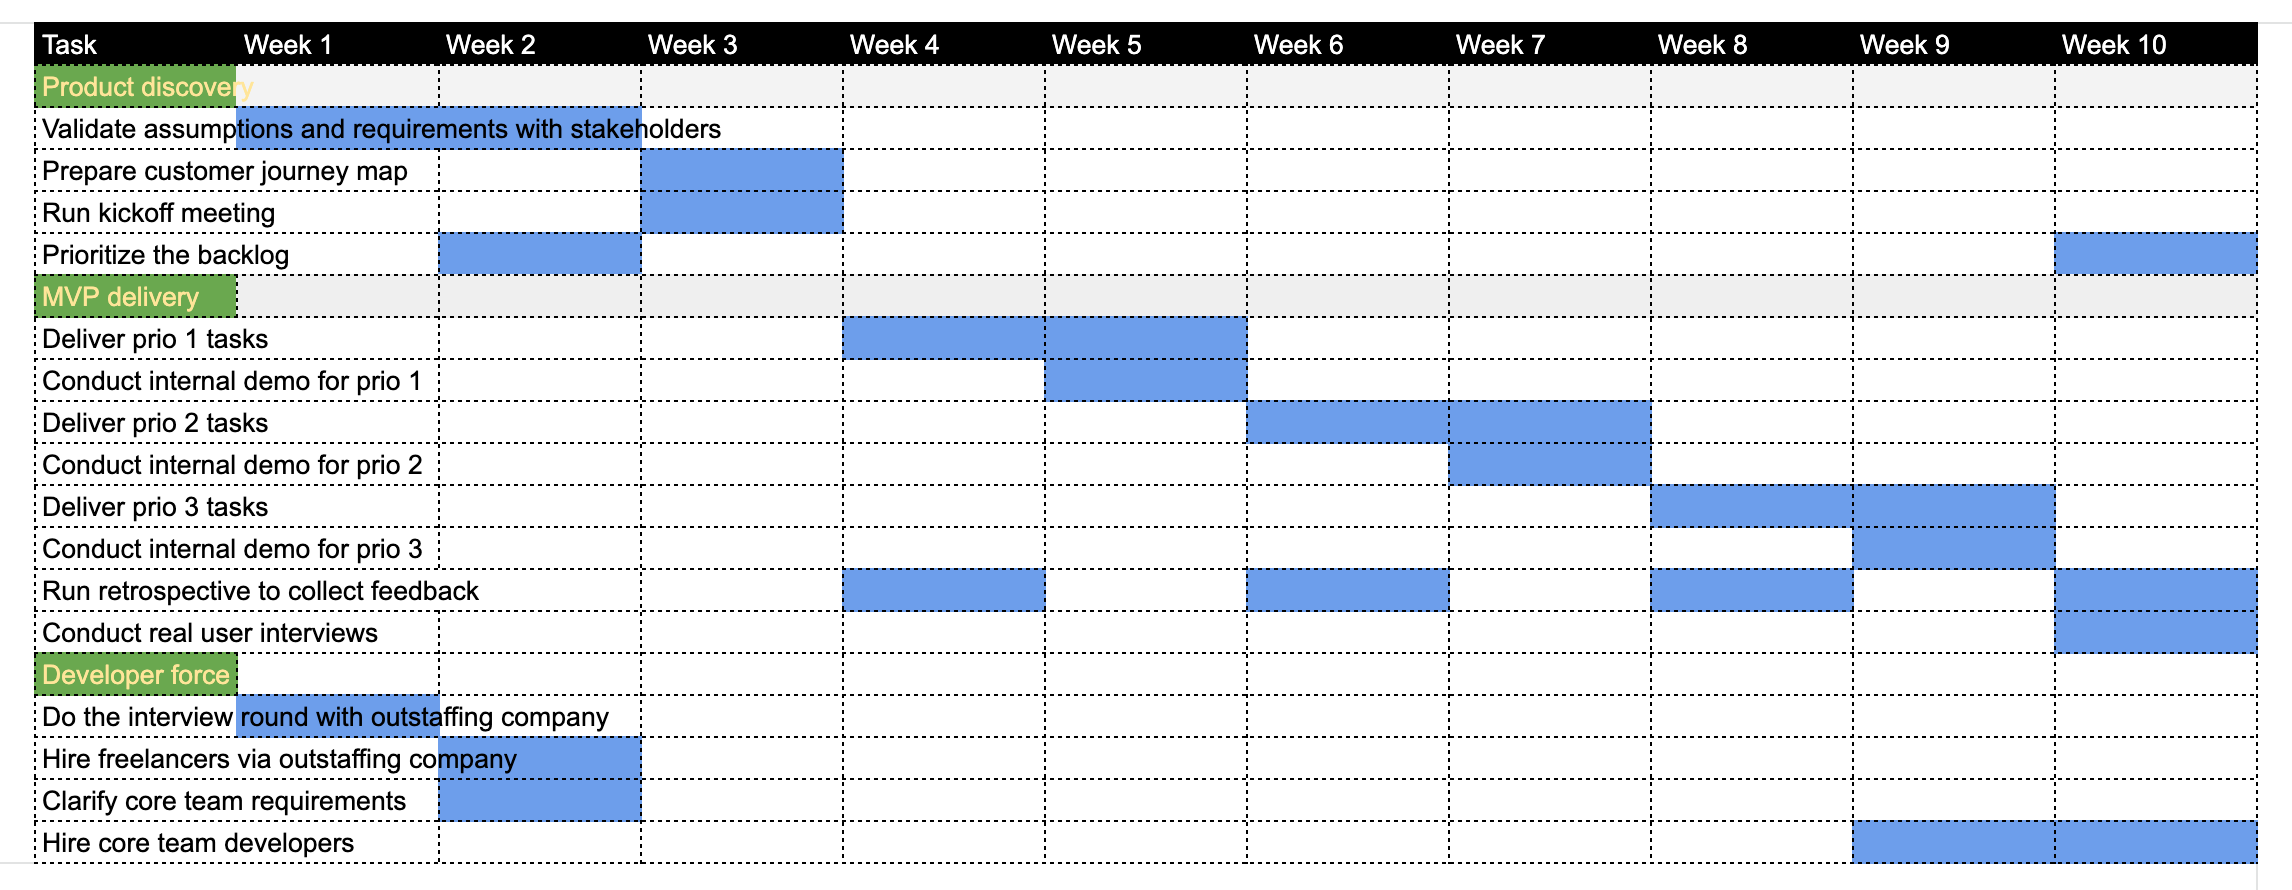 Task Week 1 Week 2 Week 3 Week 4 Week 5 Week 6 Week 7 Week 8 Week 9 Week 10
Product discovery
Validate assumptions and requirements with stakeholders
Prepare customer journey map
Run kickoff meeting
Prioritize the backlog
MVP delivery
Deliver prio 1 tasks
Conduct internal demo for prio 1
Deliver prio 2 tasks
Conduct internal demo for prio 2
Deliver prio 3 tasks
Conduct internal demo for prio 3
Run retrospective to collect feedback
Conduct real user interviews
Developer force
Do the interview round with outstaffing company
Hire freelancers via outstaffing company
Clarify core team requirements
Hire core team developers